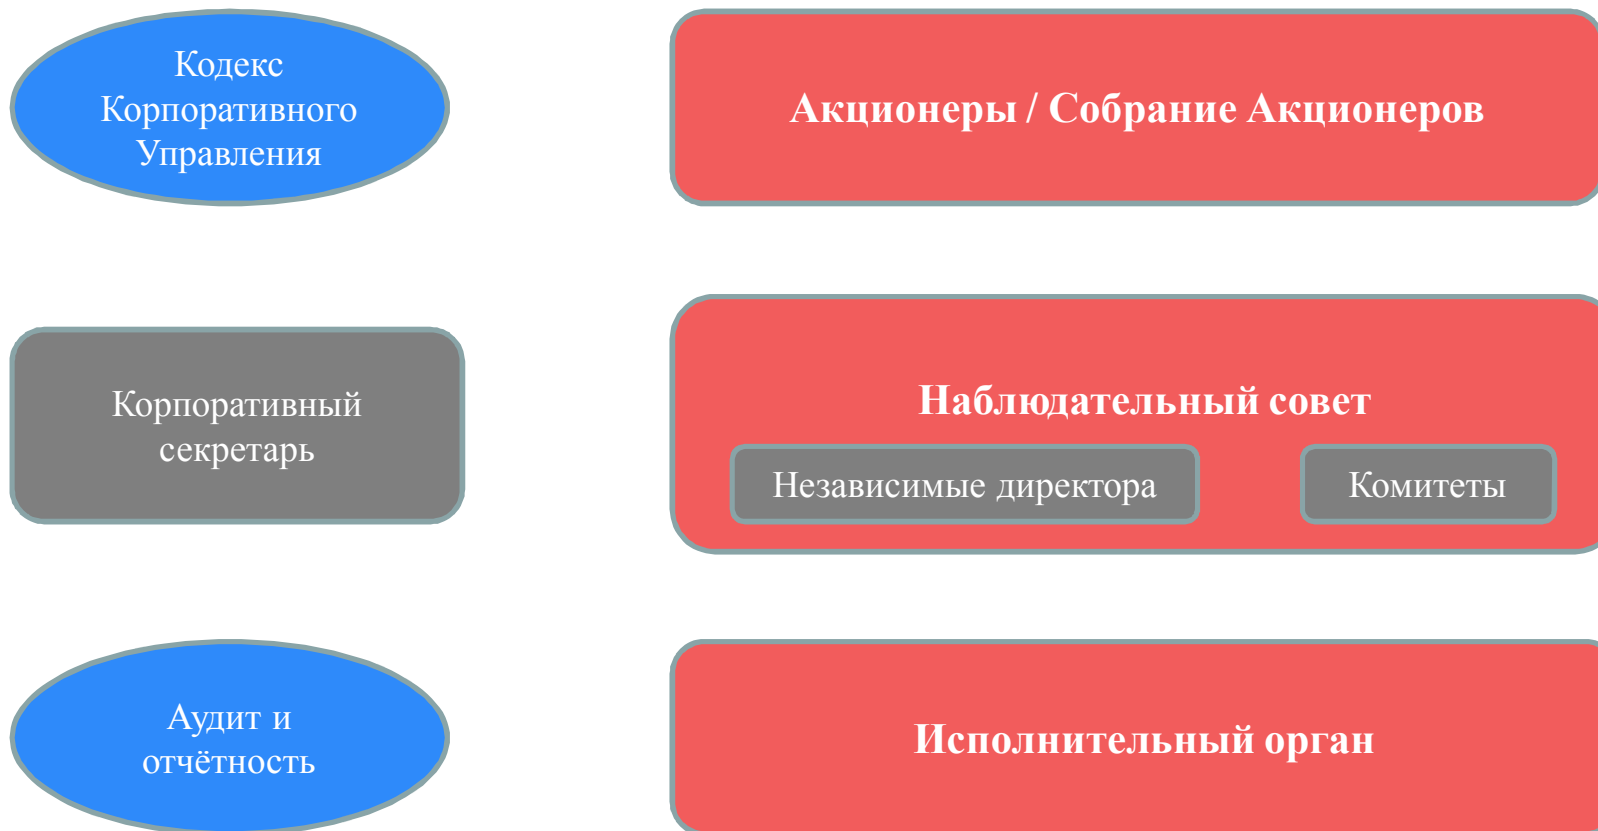 Кодекс
Корпоративного
Управления
Акционеры / Собрание Акционеров
Корпоративный
секретарь
Наблюдательный совет
Независимые директора
Комитеты
Аудит и
отчётность
Исполнительный орган